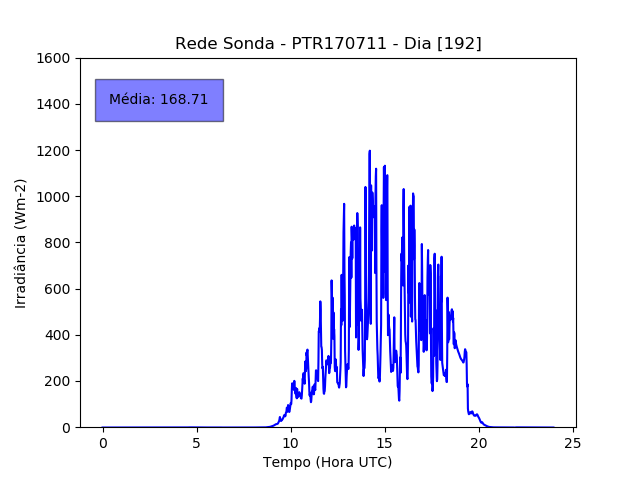 Rede Sonda - PTR170711 - Dia [192]
1600
1400
1200
1000
800
600
400
200
0
Irradiância (Wm-2)
Média: 168.71
0 5 10 15 20 25
Tempo (Hora UTC)